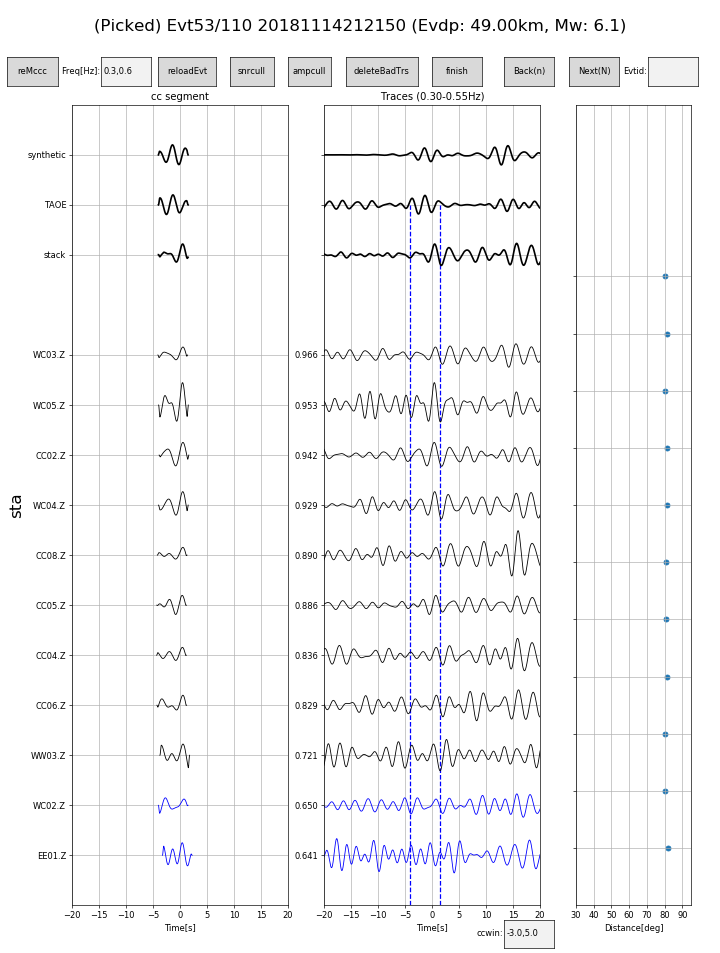 (Picked) Evt53/110 20181114212150 (Evdp: 49.00km, Mw: 6.1)
reMccc Freq[Hz]: 0.3,0.6 reloadEvt snrcull ampcull deleteBadTrs finish Back(n) Next(N) Evtid:
cc segment Traces (0.30-0.55Hz)
synthetic
TAOE
stack
WC03.Z 0.966
WC05.Z 0.953
CC02.Z 0.942
WC04.Z 0.929
sta
CC08.Z 0.890
CC05.Z 0.886
CC04.Z 0.836
CC06.Z 0.829
WW03.Z 0.721
WC02.Z 0.650
EE01.Z 0.641
−20 −15 −10 −5 0 5 10 15 20 −20 −15 −10 −5 0 5 10 15 20 30 40 50 60 70 80 90
Time[s] Time[s] Distance[deg]
ccwin: -3.0,5.0